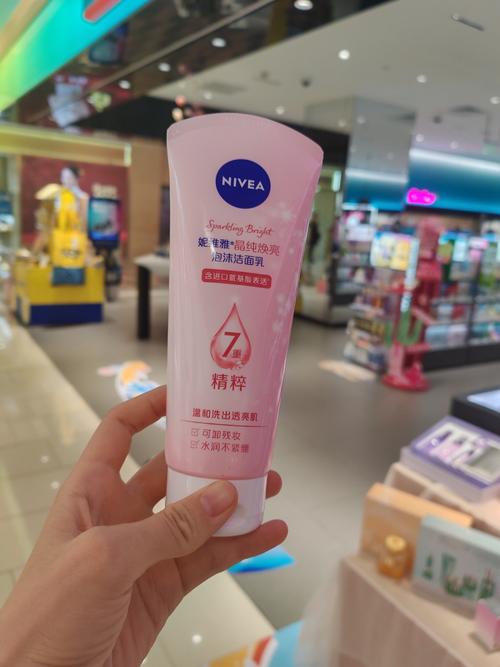 NIVEA
Sparkling Bright
妮维雅®晶纯焕亮
泡沫洁面乳
含进口氨基酸表活*
7重
精粹
温和洗出透亮肌
☑可卸残妆
☑水润不紧绷